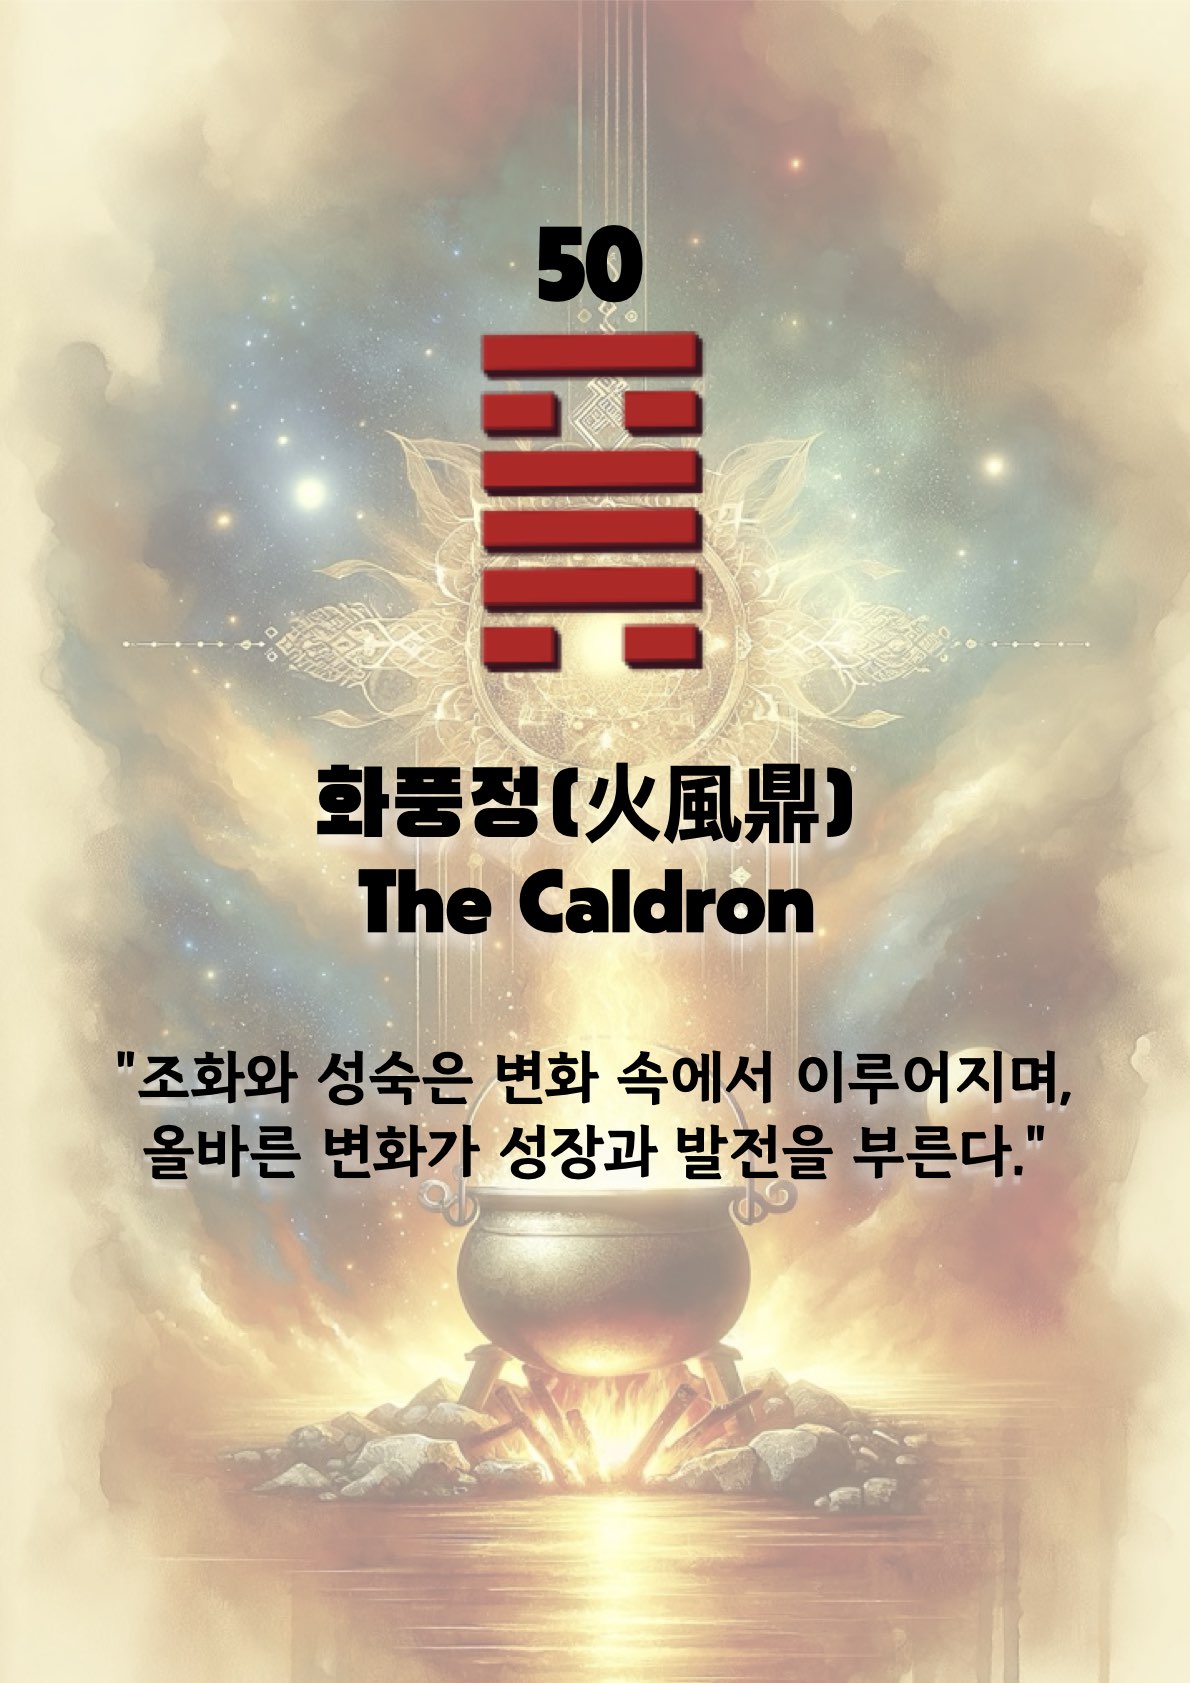 50
화풍정(火風鼎)
The Caldron
"조화와 성숙은 변화 속에서 이루어지며,
올바른 변화가 성장과 발전을 부른다."